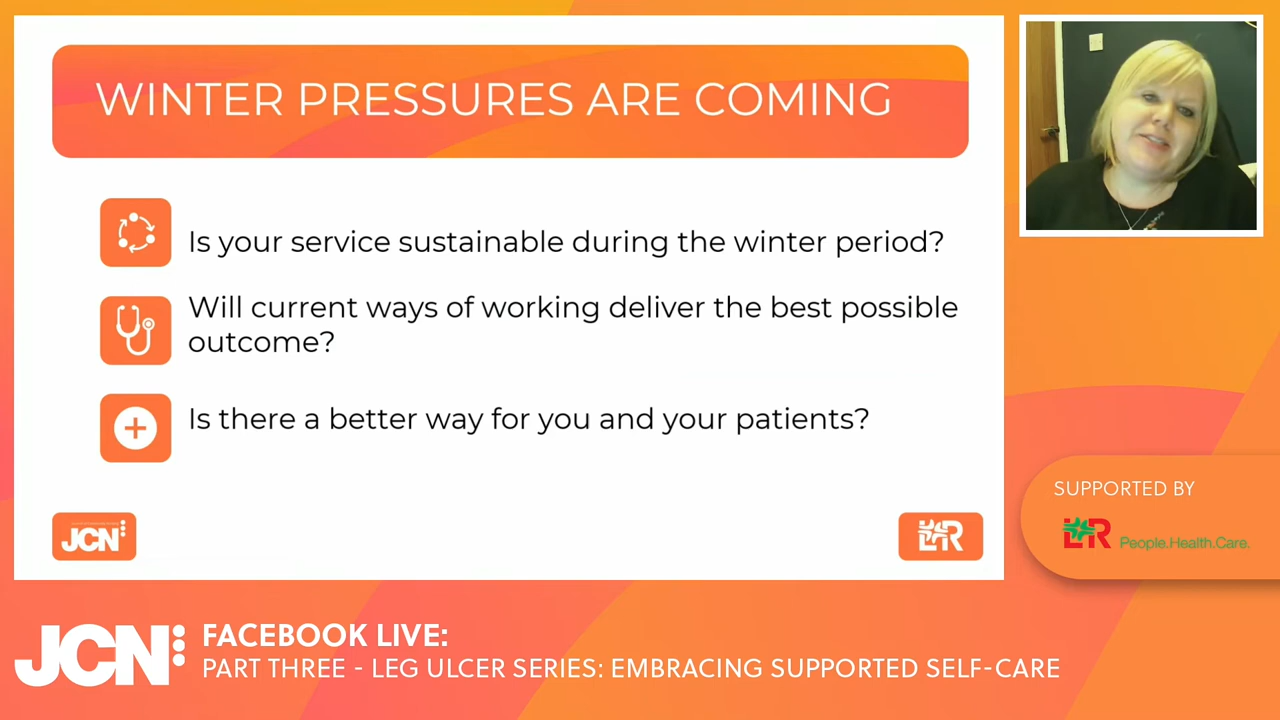 WINTER PRESSURES ARE COMING
Is your service sustainable during the winter period?
Will current ways of working deliver the best possible
outcome?
Is there a better way for you and your patients?
JCN
L&R
SUPPORTED BY
L&R People.Health.Care.
JCN
FACEBOOK LIVE:
PART THREE - LEG ULCER SERIES: EMBRACING SUPPORTED SELF-CARE